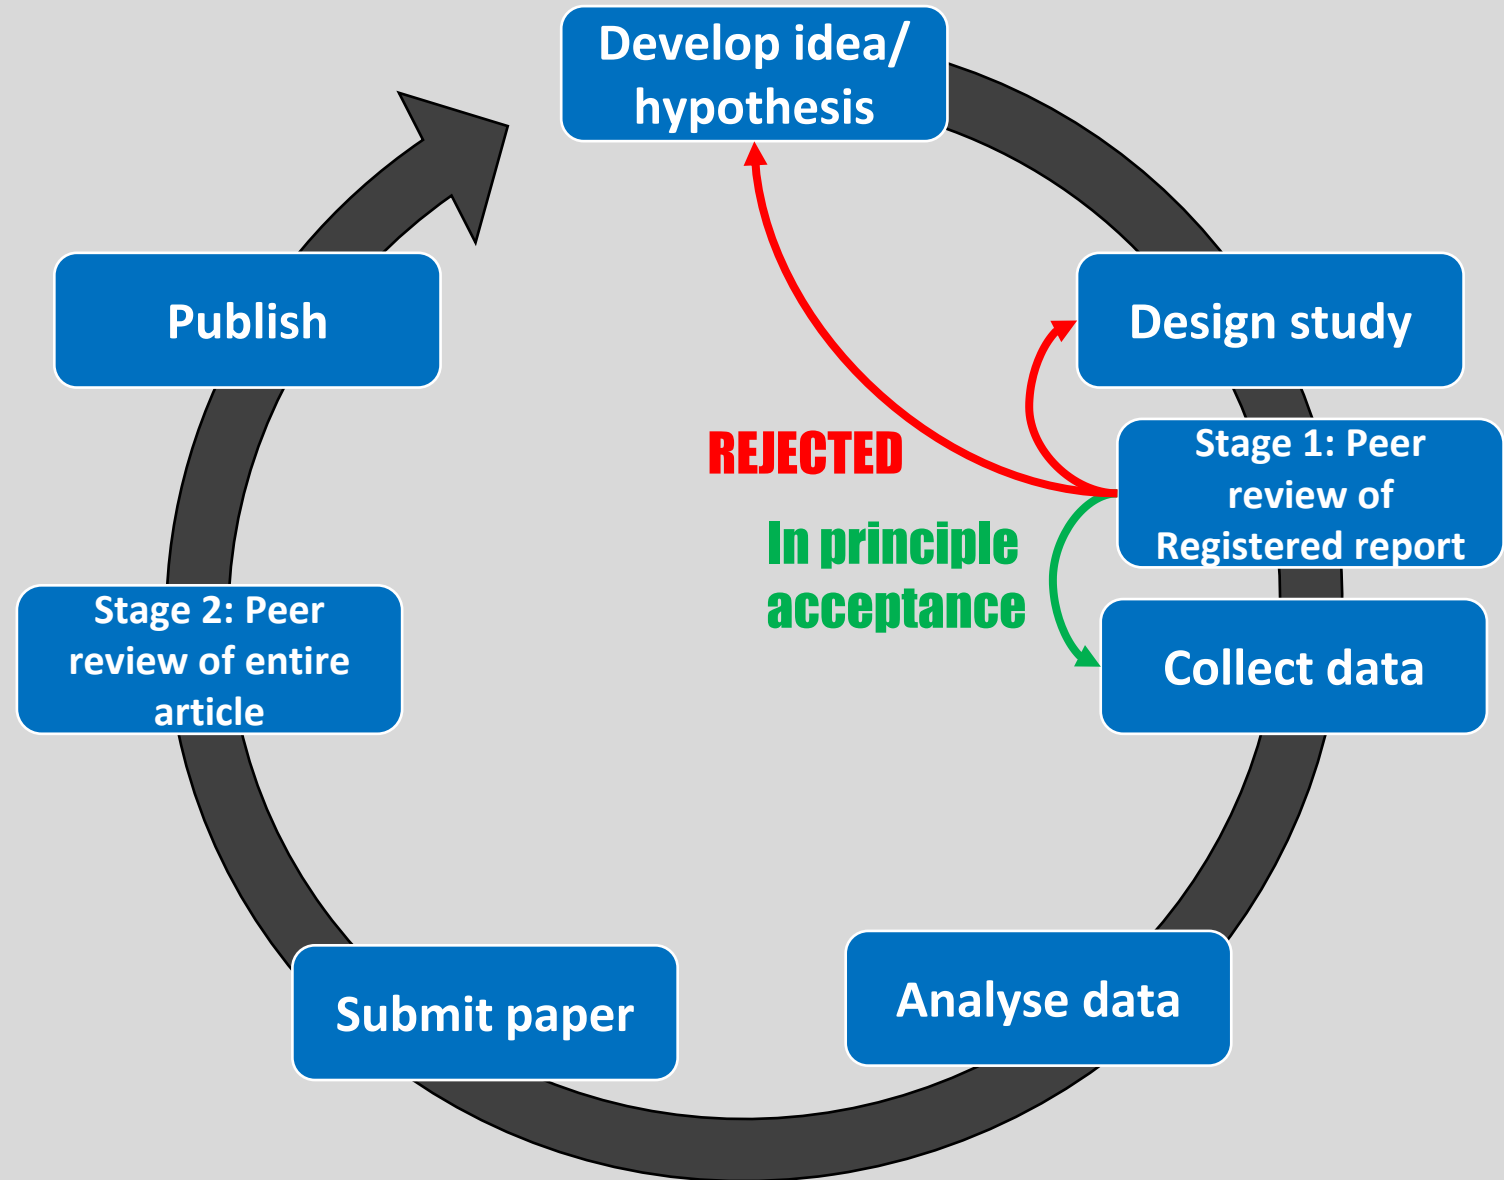 Develop idea/
hypothesis
Design study
Stage 1: Peer
review of
Registered report
REJECTED
In principle
acceptance
Collect data
Analyse data
Submit paper
Stage 2: Peer
review of entire
article
Publish